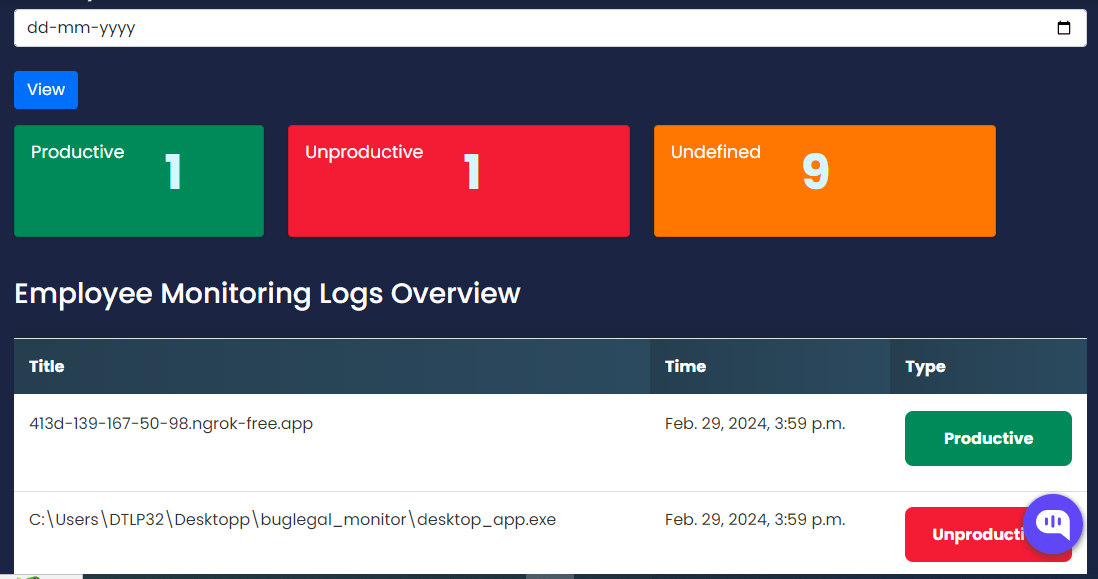 dd-mm-yyyy
View
Productive
1
Unproductive
1
Undefined
9
Employee Monitoring Logs Overview
Title Time Type
413d-139-167-50-98.ngrok-free.app Feb. 29, 2024, 3:59 p.m. Productive
C:\Users\DTLP32\Desktopp\buglegal_monitor\desktop_app.exe Feb. 29, 2024, 3:59 p.m. Unproducti